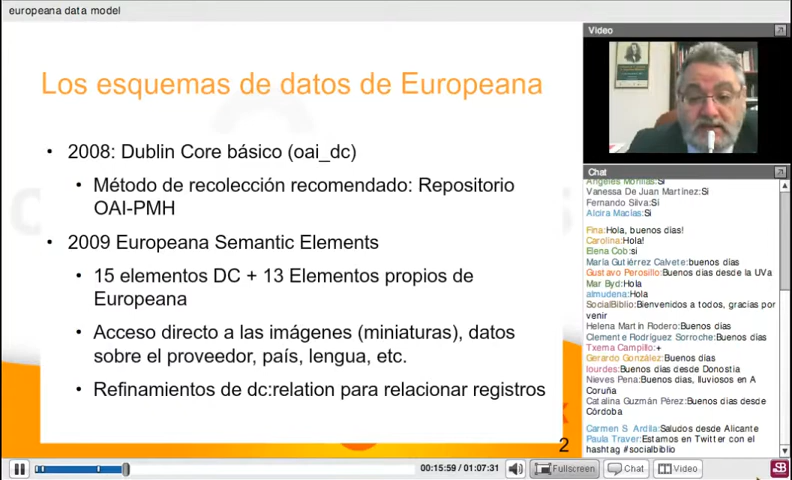 europeana data model
Los esquemas de datos de Europeana
• 2008: Dublin Core básico (oai_dc)
• Método de recolección recomendado: Repositorio
OAI-PMH
• 2009 Europeana Semantic Elements
• 15 elementos DC + 13 Elementos propios de
Europeana
• Acceso directo a las imágenes (miniaturas), datos
sobre el proveedor, país, lengua, etc.
• Refinamientos de dc:relation para relacionar registros
2
Video
Chat
Angeles Monllas:Si
Vanessa De Juan Martínez:Si
Fernando Silva:Si
Alcira Macías:Si
Fina:Hola, buenos días!
Carolina:Hola!
Elena Cob:si
María Gutiérrez Calvete:buenos
días
Gustavo Perosillo:Buenos dias desde la UVa
Mar Byd:Hola
almudena:Hola
SocialBiblio:Bienvenidos a todos, gracias por
venir
Helena Martín Rodero:Buenos días
Clemente Rodríguez Sorroche:Buenos
días
Txema Campillo:+
Gerardo González:Buenos días
lourdes:Buenos días desde Donostia
Nieves Pena:Buenos días, lluviosos en A
Coruña
Catalina Guzmán Pérez:Buenos días desde
Córdoba
Carmen S Ardila:Saludos desde Alicante
Paula Traver:Estamos en Twitter con el
hashtag #socialbiblio
00:15:59 / 01:07:31
Fullscreen
Chat
Video
SB